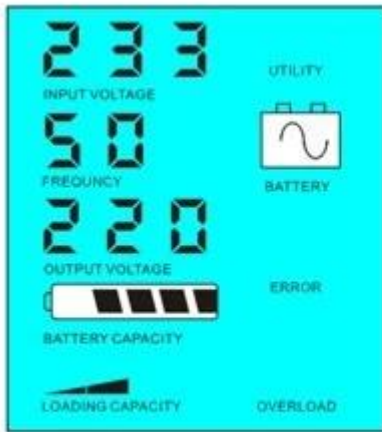 233
UTILITY
INPUT VOLTAGE
50
FREQUNCY
BATTERY
220
OUTPUT VOLTAGE
ERROR
BATTERY CAPACITY
LOADING CAPACITY
OVERLOAD